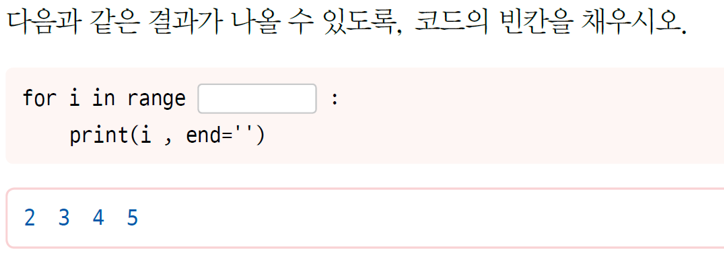 다음과 같은 결과가 나올 수 있도록, 코드의 빈칸을 채우시오.
for i in range :
print(i , end='')
2 3 4 5